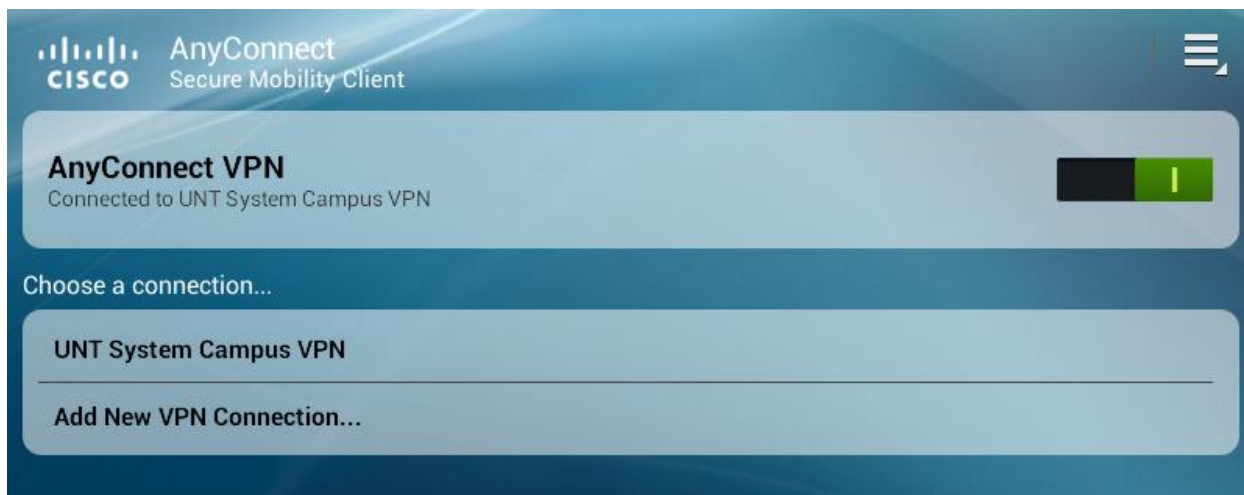 CISCO
AnyConnect
Secure Mobility Client
AnyConnect VPN
Connected to UNT System Campus VPN
Choose a connection...
UNT System Campus VPN
Add New VPN Connection...